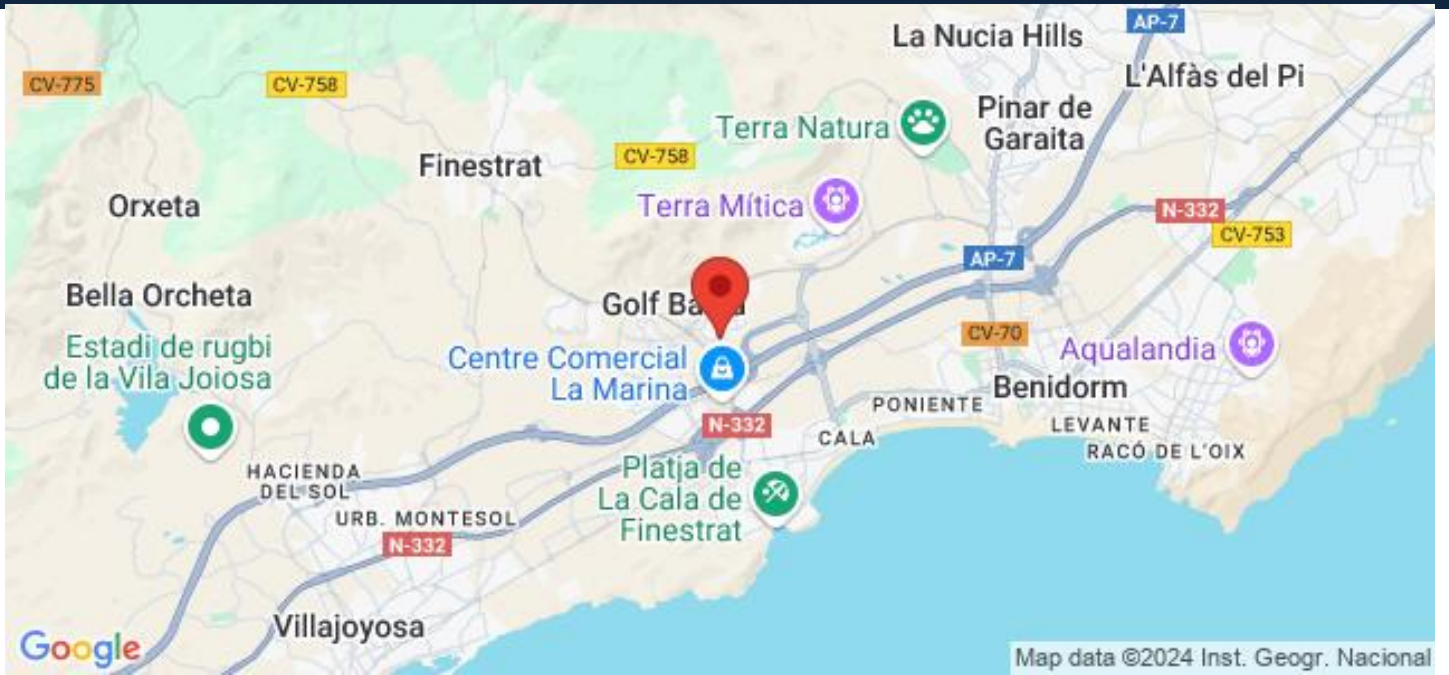 AP-7
La Nucia Hills
CV-775
CV-758
L'Alfàs del Pi
Terra Natura
Pinar de
Garaita
Finestrat
CV-758
Orxeta
Terra Mítica
N-332
CV-753
AP-7
Bella Orcheta
Golf Ba
Estadi de rugbi
de la Vila Joiosa
Centre Comercial
La Marina
CV-70
Aqualandia
Benidorm
PONIENTE
LEVANTE
N-332
CALA
RACÓ DE L'OIX
HACIENDA
DEL SOL
Platja de
La Cala de
Finestrat
URB. MONTESOL
N-332
Villajoyosa
Google
Map data ©2024 Inst. Geogr. Nacional